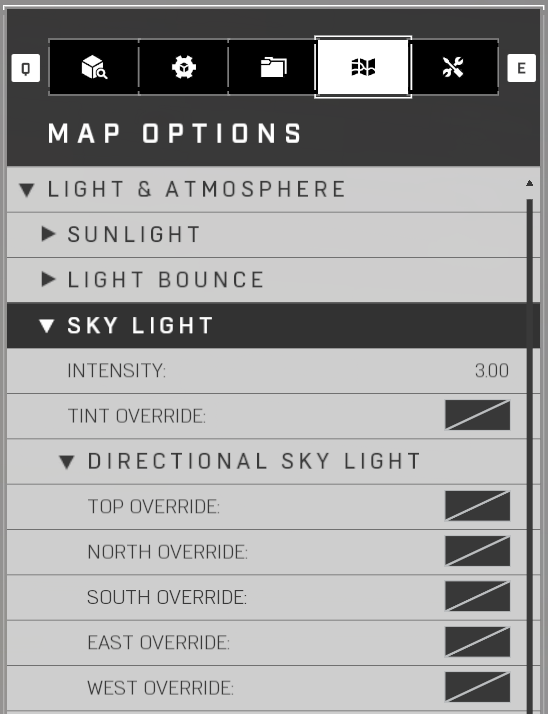 Q
E
MAP OPTIONS
LIGHT & ATMOSPHERE
SUNLIGHT
LIGHT BOUNCE
SKY LIGHT
INTENSITY: 3.00
TINT OVERRIDE:
DIRECTIONAL SKY LIGHT
TOP OVERRIDE:
NORTH OVERRIDE:
SOUTH OVERRIDE:
EAST OVERRIDE:
WEST OVERRIDE: